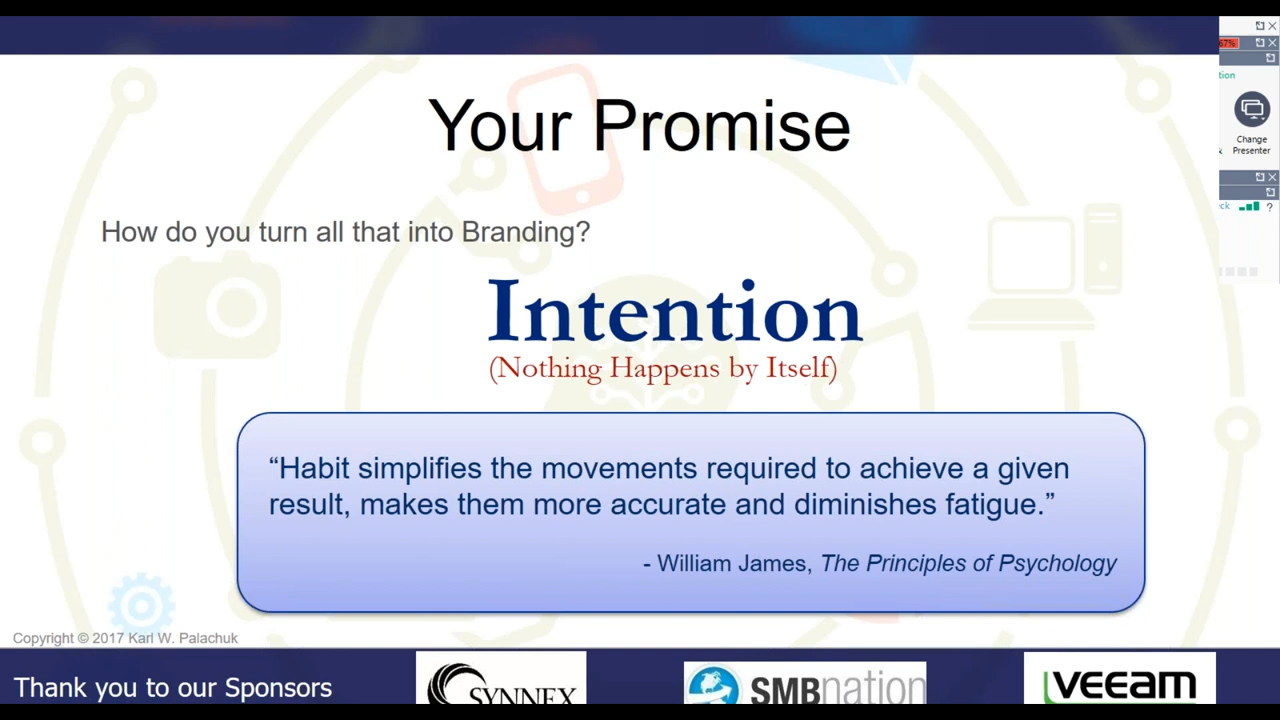 Your Promise
How do you turn all that into Branding?
Intention
(Nothing Happens by Itself)
“Habit simplifies the movements required to achieve a given
result, makes them more accurate and diminishes fatigue.”
- William James, The Principles of Psychology
Copyright © 2017 Karl W. Palachuk
Thank you to our Sponsors
SYNNEX
SMBnation
veeam
67%
Change
Presenter
?